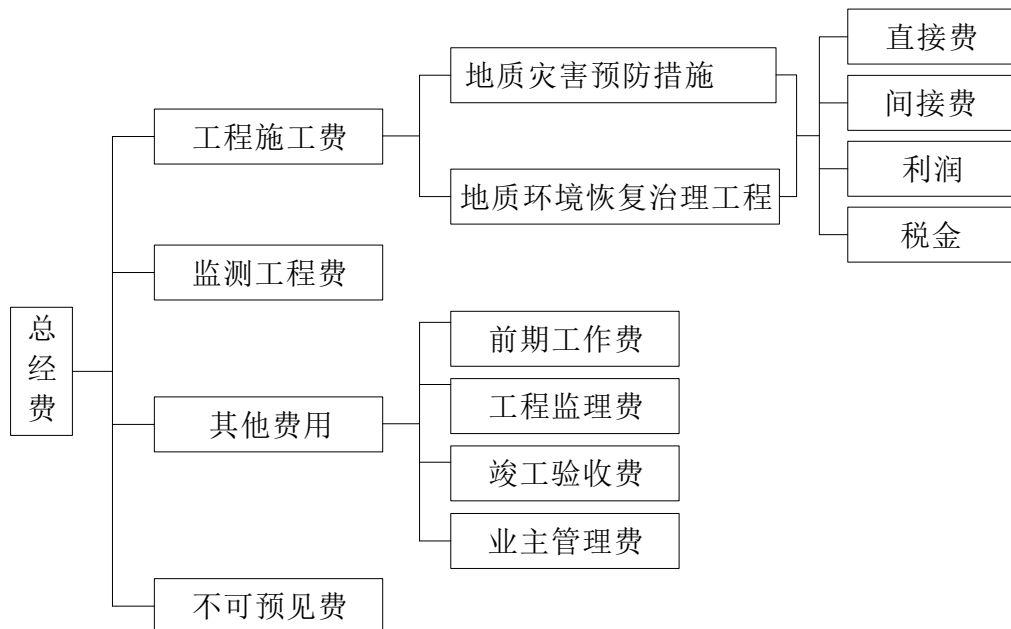 总经费
工程施工费
监测工程费
其他费用
不可预见费
地质灾害预防措施
地质环境恢复治理工程
前期工作费
工程监理费
竣工验收费
业主管理费
直接费
间接费
利润
税金